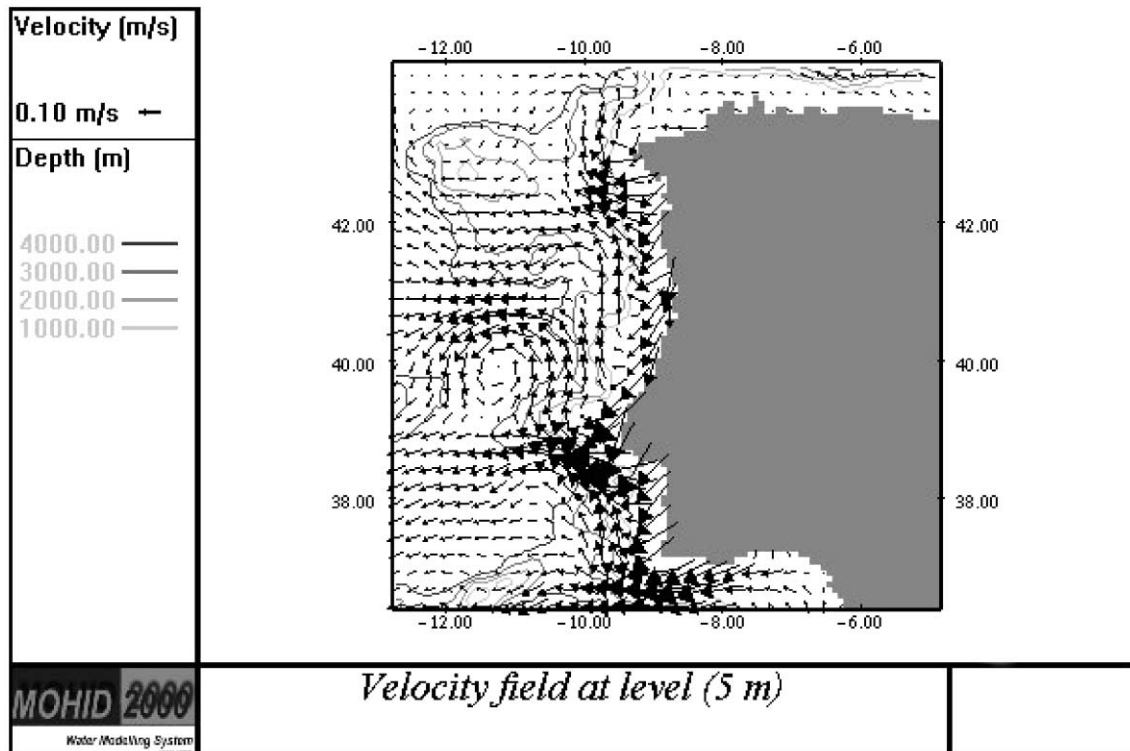 Velocity (m/s)
0.10 m/s
Depth (m)
4000.00
3000.00
2000.00
1000.00
-12.00 -10.00 -8.00 -6.00
42.00 42.00
40.00 40.00
38.00 38.00
-12.00 -10.00 -8.00 -6.00
Velocity field at level (5 m)
MOHID 2000
Water Modelling System